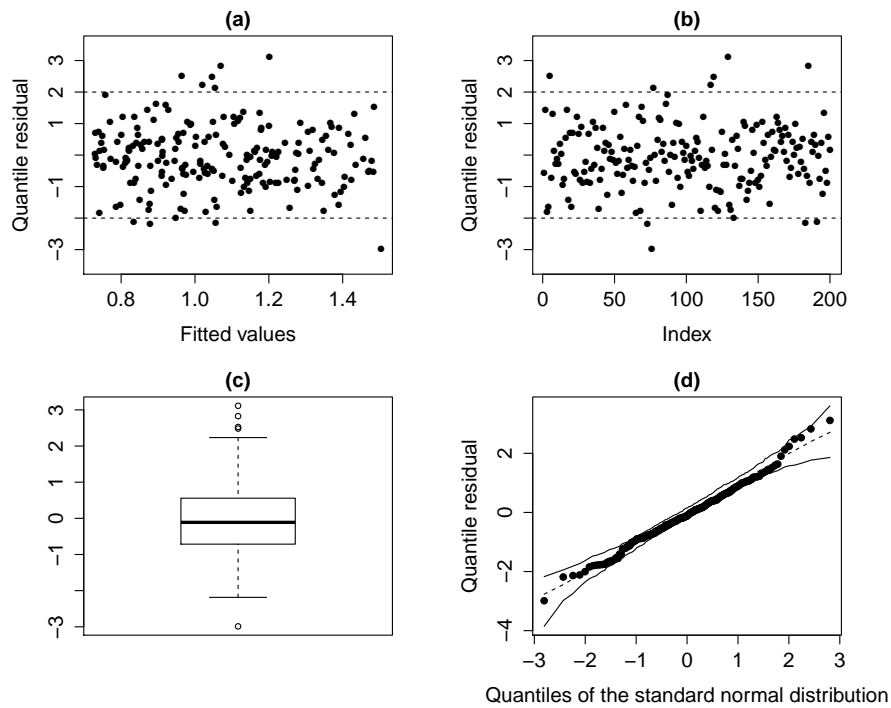 (a)
Quantile residual
3
2
1
−1
−3
0.8 1.0 1.2 1.4
Fitted values
(b)
Quantile residual
3
2
1
−1
−3
0 50 100 150 200
Index
(c)
3
2
1
0
−1
−3
(d)
Quantile residual
2
0
−2
−4
−3 −2 −1 0 1 2 3
Quantiles of the standard normal distribution